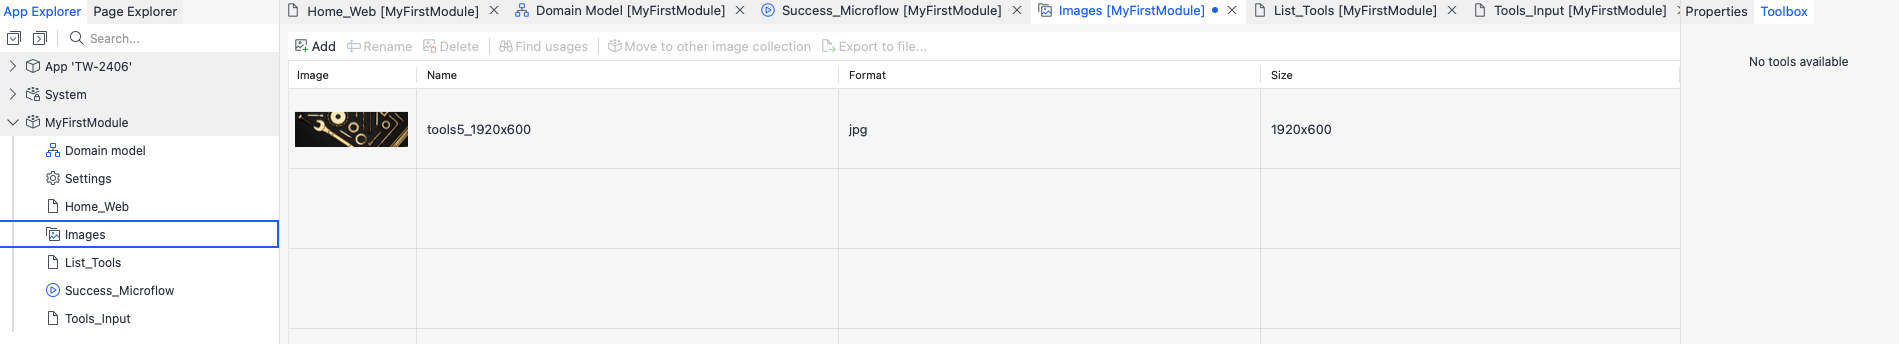 App Explorer Page Explorer
Search...
App 'TW-2406'
System
MyFirstModule
Domain model
Settings
Home_Web
Images
List_Tools
Success_Microflow
Tools_Input
Home_Web [MyFirstModule] Domain Model [MyFirstModule] Success_Microflow [MyFirstModule] Images [MyFirstModule] List_Tools [MyFirstModule] Tools_Input [MyFirstModule]
Add Rename Delete Find usages Move to other image collection Export to file...
Image Name Format Size
tools5_1920x600 jpg 1920x600
Properties Toolbox
No tools available